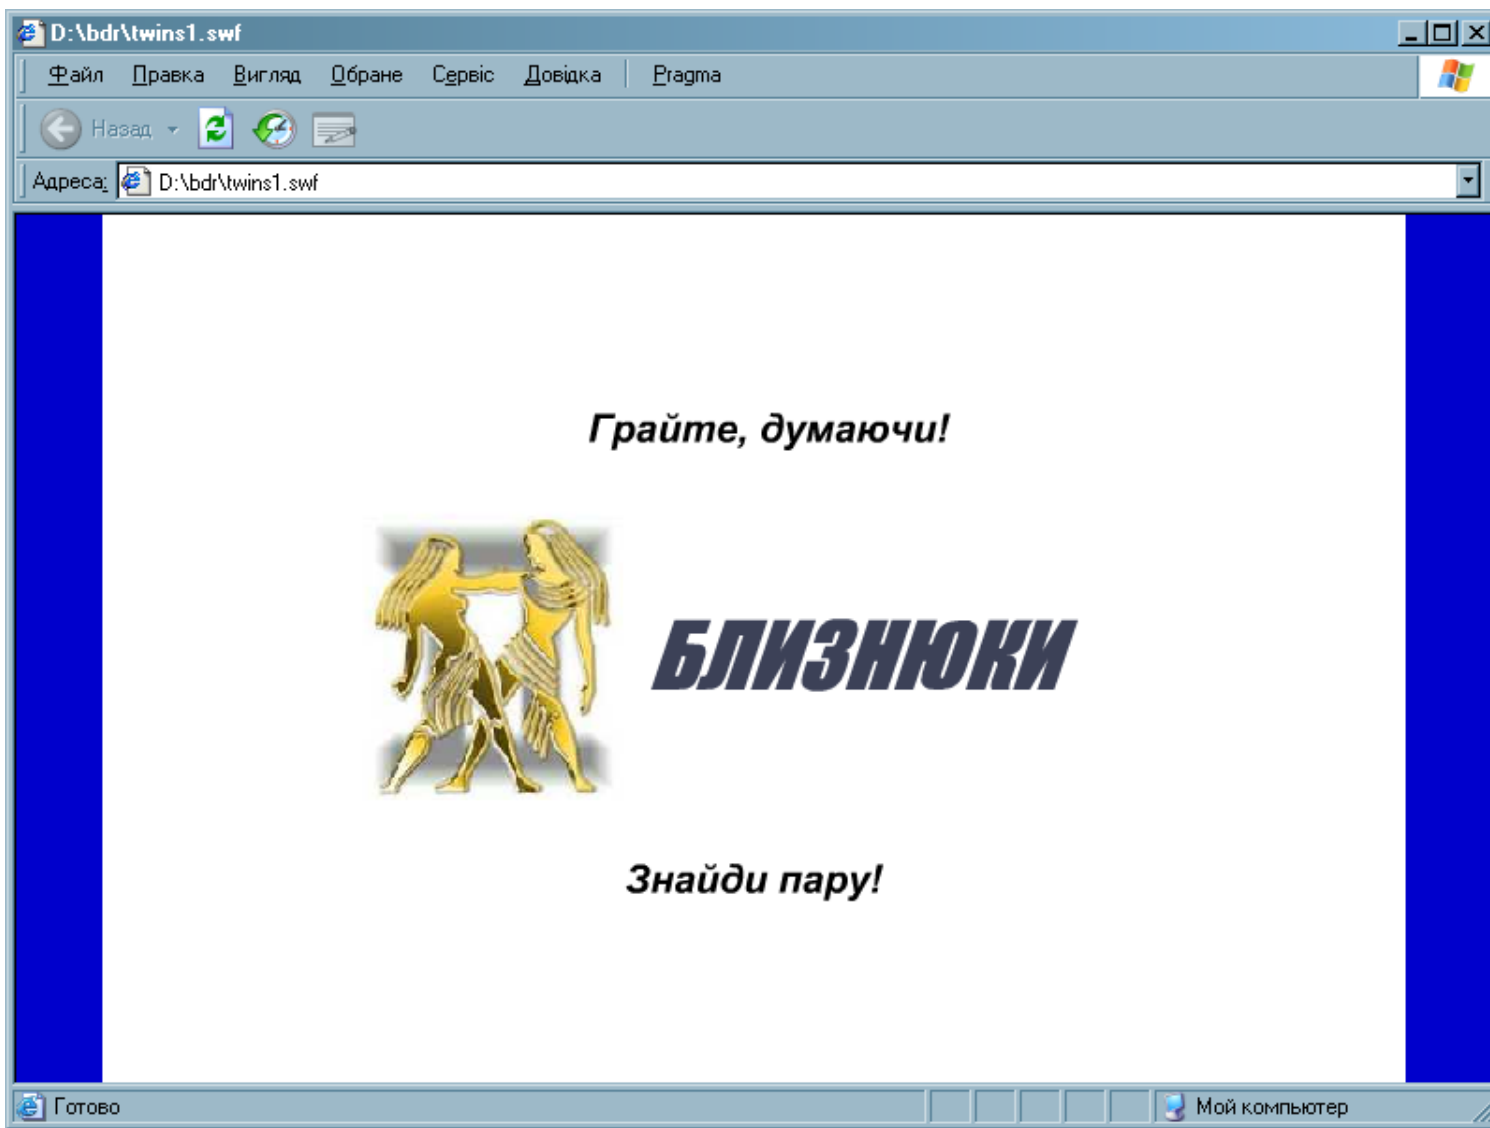 D:\bdr\twins1.swf
Файл Правка Вигляд Обране Сервіс Довідка Pragma
Назад
Адреса: D:\bdr\twins1.swf
Грайте, думаючи!
БЛИЗНЮКИ
Знайди пару!
Готово Мой компьютер